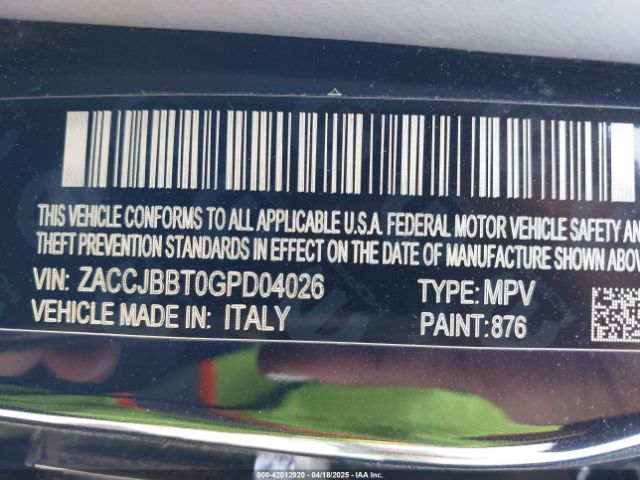 THIS VEHICLE CONFORMS TO ALL APPLICABLE U.S.A. FEDERAL MOTOR VEHICLE SAFETY AN
THEFT PREVENTION STANDARDS IN EFFECT ON THE DATE OF MANUFACTURE SHOWN ABOV
VIN: ZACCJBBT0GPD04026 TYPE: MPV
VEHICLE MADE IN: ITALY PAINT: 876
000-42012920 - 04/18/2025 - IAAI.COM